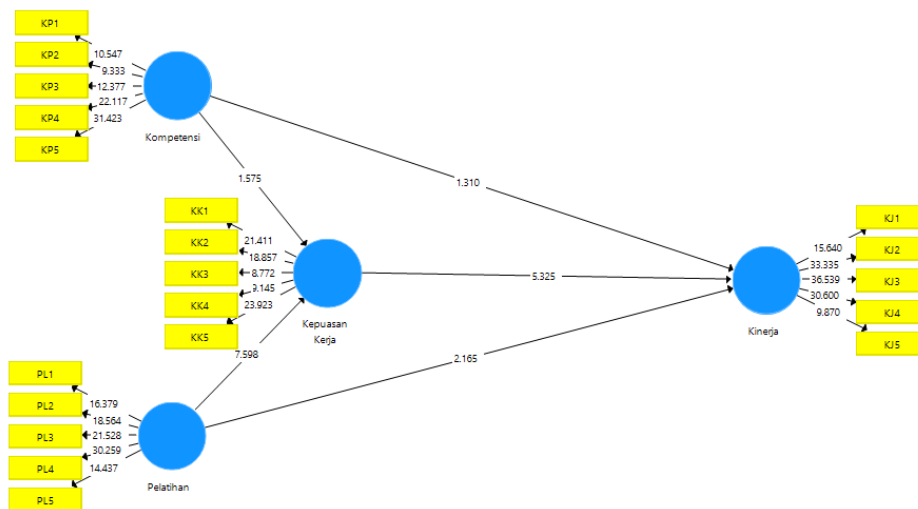 KP1
10.547
KP2
9.333
KP3
12.377
KP4
22.117
KP5
31.423
Kompetensi
1.575
1.310
KK1
21.411
KK2
18.857
KK3
8.772
KK4
9.145
KK5
23.923
Kepuasan
Kerja
5.325
KJ1
15.640
KJ2
33.335
KJ3
36.539
KJ4
30.600
KJ5
9.870
Kinerja
7.598
2.165
PL1
16.379
PL2
18.564
PL3
21.528
PL4
30.259
PL5
14.437
Pelatihan